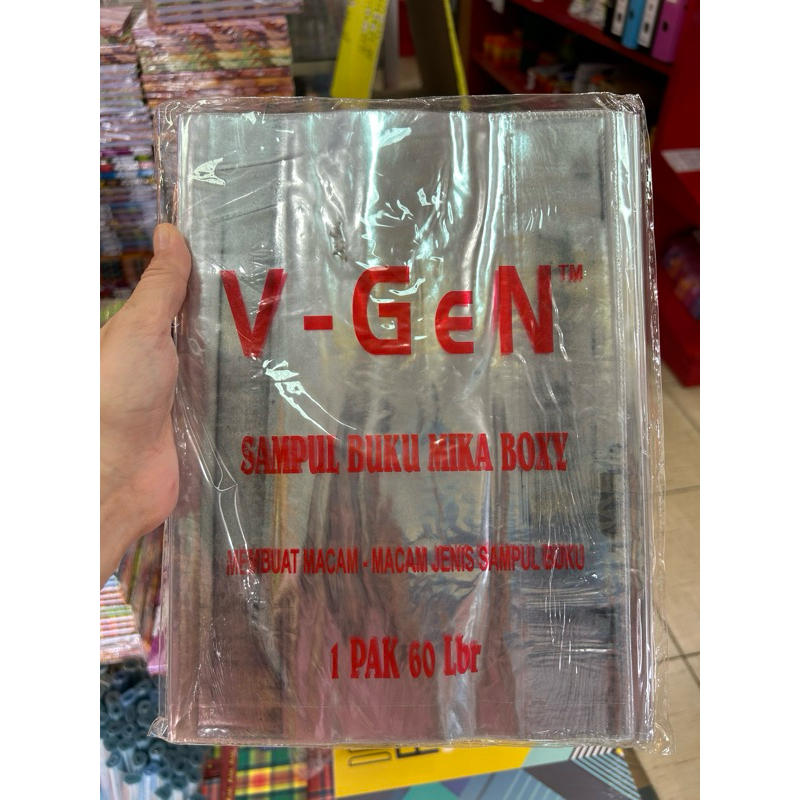 V-GeN™
SAMPUL BUKU MIKA BOXY
MEMBUAT MACAM - MACAM JENIS SAMPUL BUKU
1 PAK 60 Lbr